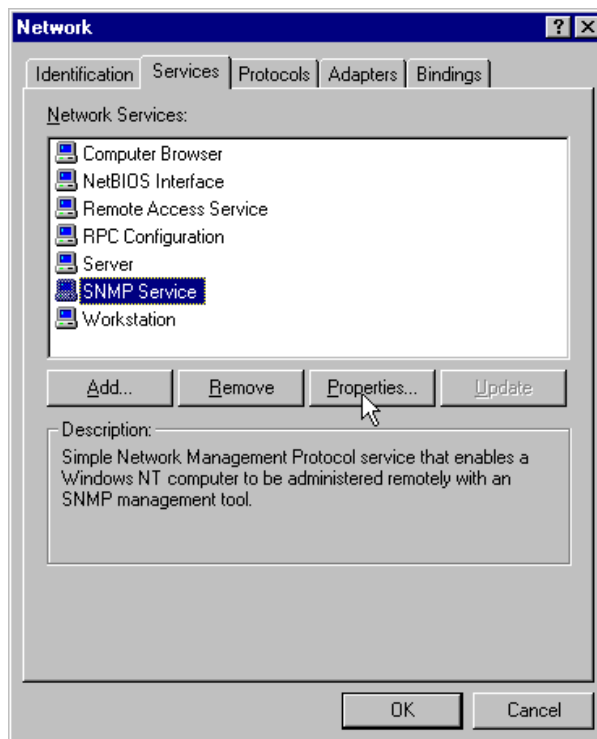 Network
Identification Services Protocols Adapters Bindings
Network Services:
Computer Browser
NetBIOS Interface
Remote Access Service
RPC Configuration
Server
SNMP Service
Workstation
Add... Remove Properties... Update
Description:
Simple Network Management Protocol service that enables a
Windows NT computer to be administered remotely with an
SNMP management tool.
OK Cancel